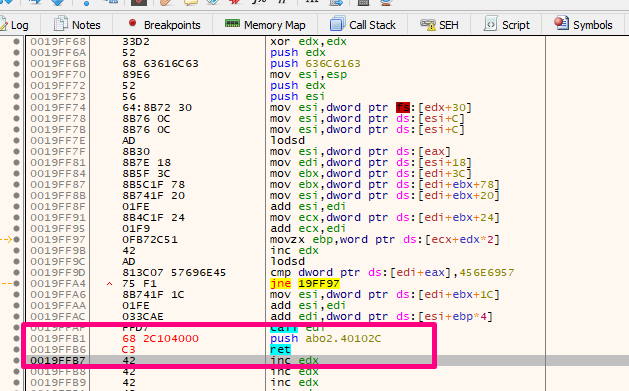 Log Notes Breakpoints Memory Map Call Stack SEH Script Symbols
0019FF68 33D2 xor edx,edx
0019FF6A 52 push edx
0019FF6B 68 63616C63 push 636C6163
0019FF70 89E6 mov esi,esp
0019FF72 52 push edx
0019FF73 56 push esi
0019FF74 64:8B72 30 mov esi,dword ptr fs:[edx+30]
0019FF78 8B76 0C mov esi,dword ptr ds:[esi+C]
0019FF7B 8B76 0C mov esi,dword ptr ds:[esi+C]
0019FF7E AD lodsd
0019FF7F 8B30 mov esi,dword ptr ds:[eax]
0019FF81 8B7E 18 mov edi,dword ptr ds:[esi+18]
0019FF84 8B5F 3C mov ebx,dword ptr ds:[edi+3C]
0019FF87 8B5C1F 78 mov ebx,dword ptr ds:[edi+ebx+78]
0019FF8B 8B741F 20 mov esi,dword ptr ds:[edi+ebx+20]
0019FF8F 01FE add esi,edi
0019FF91 8B4C1F 24 mov ecx,dword ptr ds:[edi+ebx+24]
0019FF95 01F9 add ecx,edi
0019FF97 0FB72C51 movzx ebp,word ptr ds:[ecx+edx*2]
0019FF9B 42 inc edx
0019FF9C AD lodsd
0019FF9D 813C07 57696E45 cmp dword ptr ds:[edi+eax],456E6957
0019FFA4 75 F1 jne 19FF97
0019FFA6 8B741F 1C mov esi,dword ptr ds:[edi+ebx+1C]
0019FFAA 01FE add esi,edi
0019FFAC 033CAE add edi,dword ptr ds:[esi+ebp*4]
0019FFAF FFD7 call edi
0019FFB1 68 2C104000 push abo2.40102C
0019FFB6 C3 ret
0019FFB7 42 inc edx
0019FFB8 42 inc edx
0019FFB9 42 inc edx